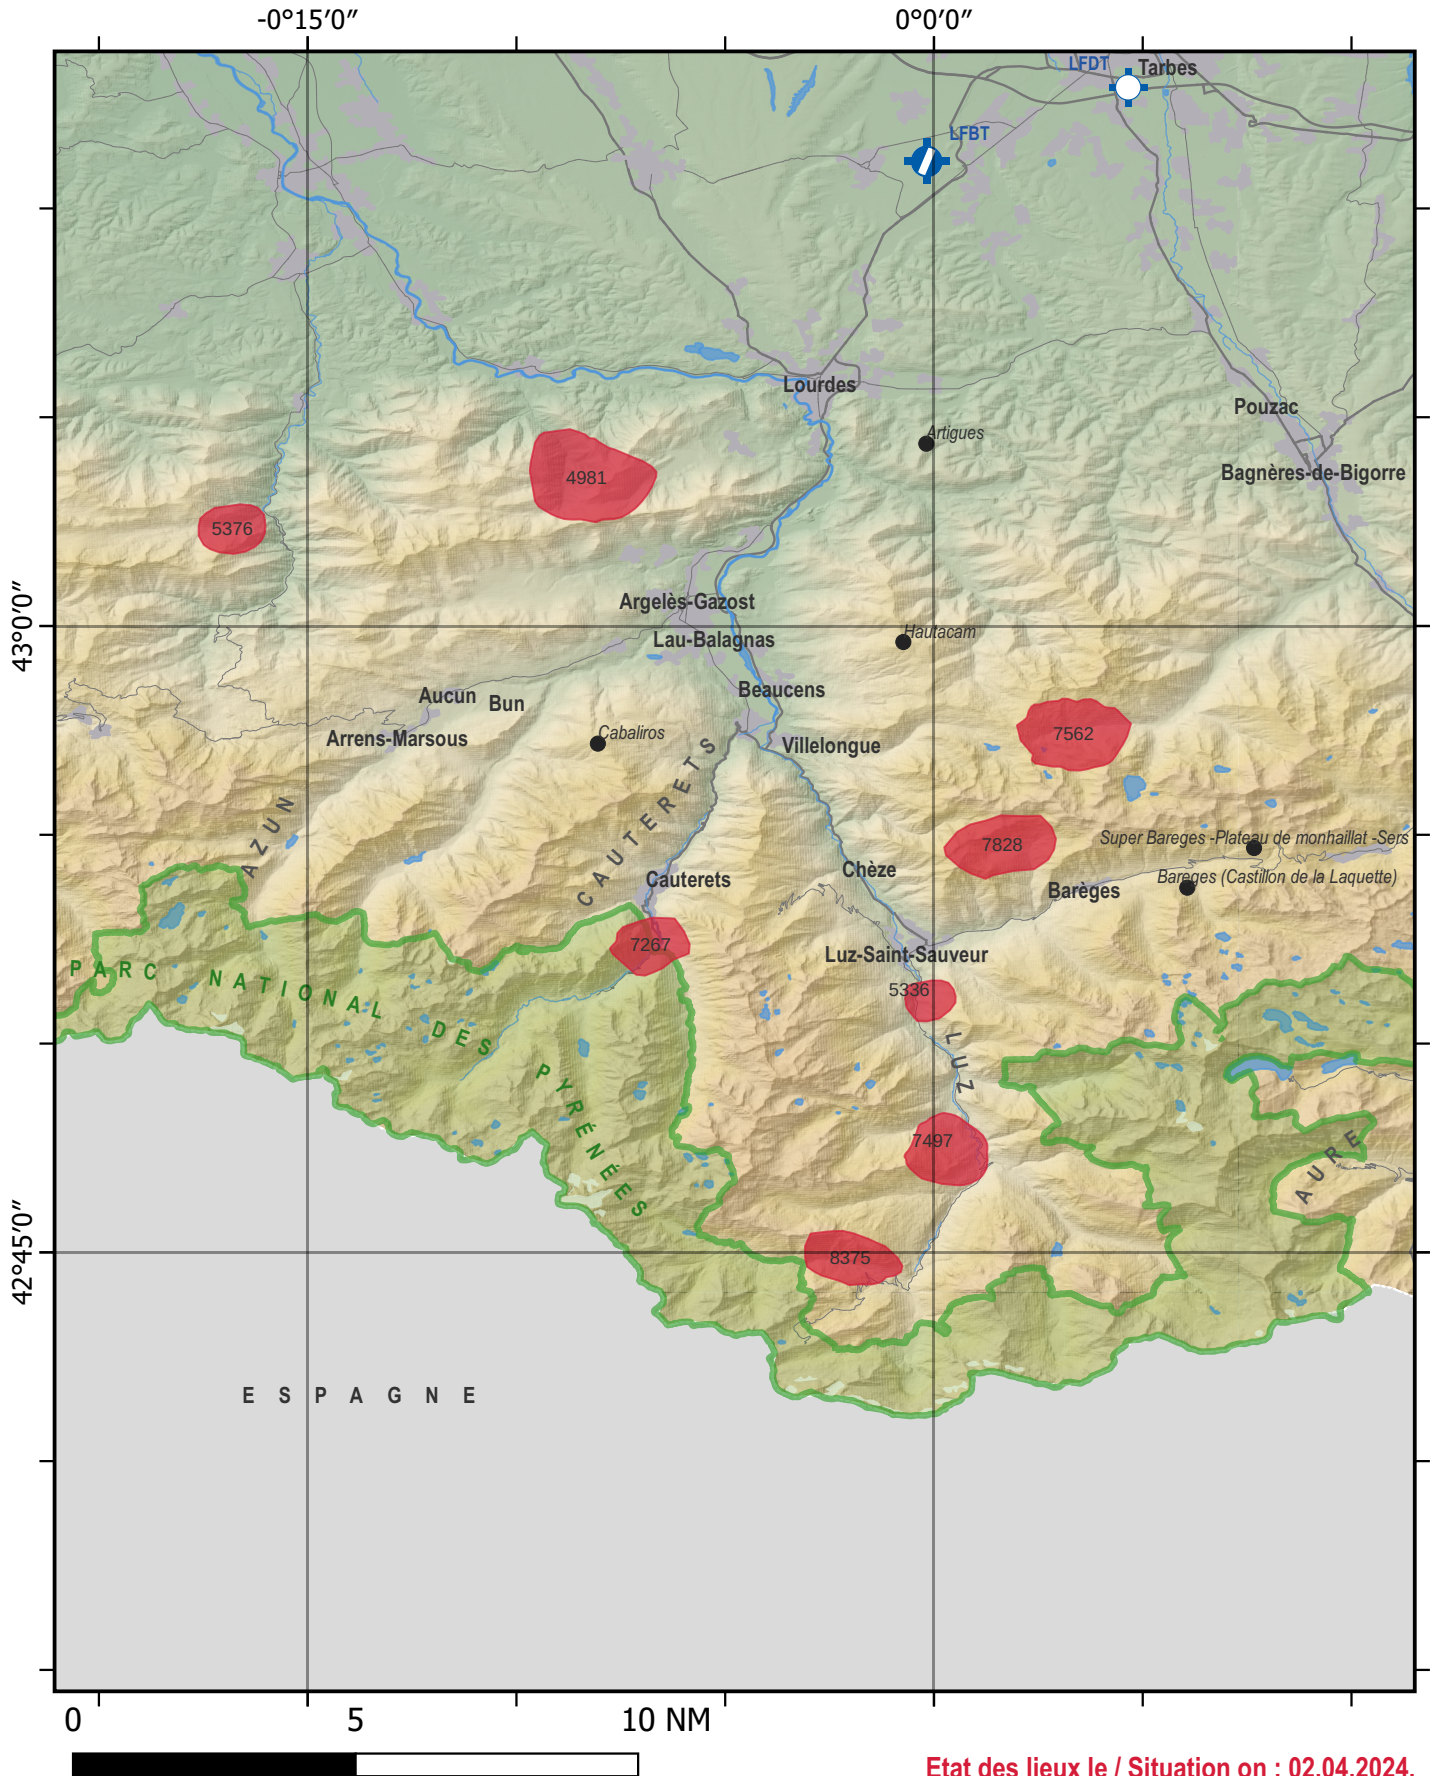 -0°15′0″ 0°0′0″
LFDT Tarbes
LFBT
Lourdes
Pouzac
Artigues
Bagnères-de-Bigorre
4981
5376
43°0′0″
Argelès-Gazost
Hautacam
Lau-Balagnas
Beaucens
Aucun Bun
Cabaliros
7562
Arrens-Marsous
Villelongue
AZUN
CAUTERETS
Super Bareges -Plateau de monhaillat -Sers
7828
Chèze
Bareges (Castillon de la Laquette)
Cauterets
Barèges
7267
Luz-Saint-Sauveur
PARC NATIONAL DES PYRÉNÉES
5336
LUZ
7497
AURE
42°45′0″
8375
ESPAGNE
0 5 10 NM
Etat des lieux le / Situation on : 02.04.2024.